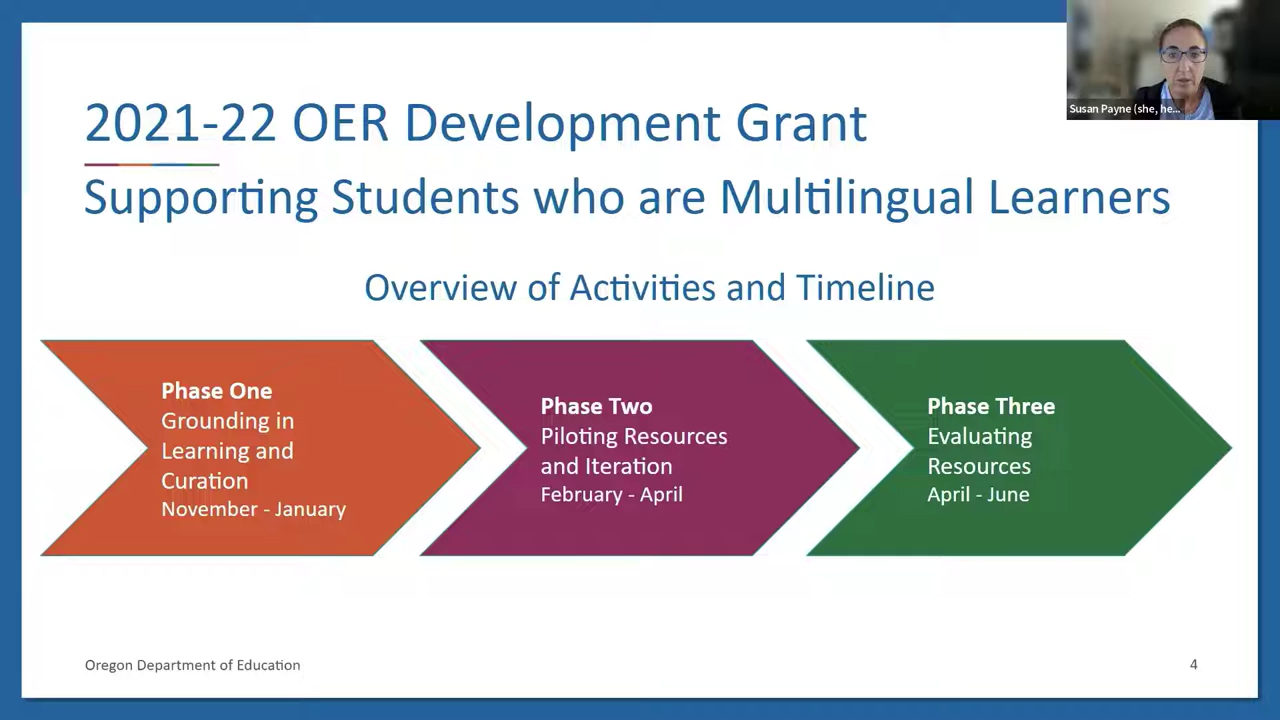 Susan Payne (she, he...
2021-22 OER Development Grant
Supporting Students who are Multilingual Learners
Overview of Activities and Timeline
Phase One
Grounding in
Learning and
Curation
November - January
Phase Two
Piloting Resources
and Iteration
February - April
Phase Three
Evaluating
Resources
April - June
Oregon Department of Education
4